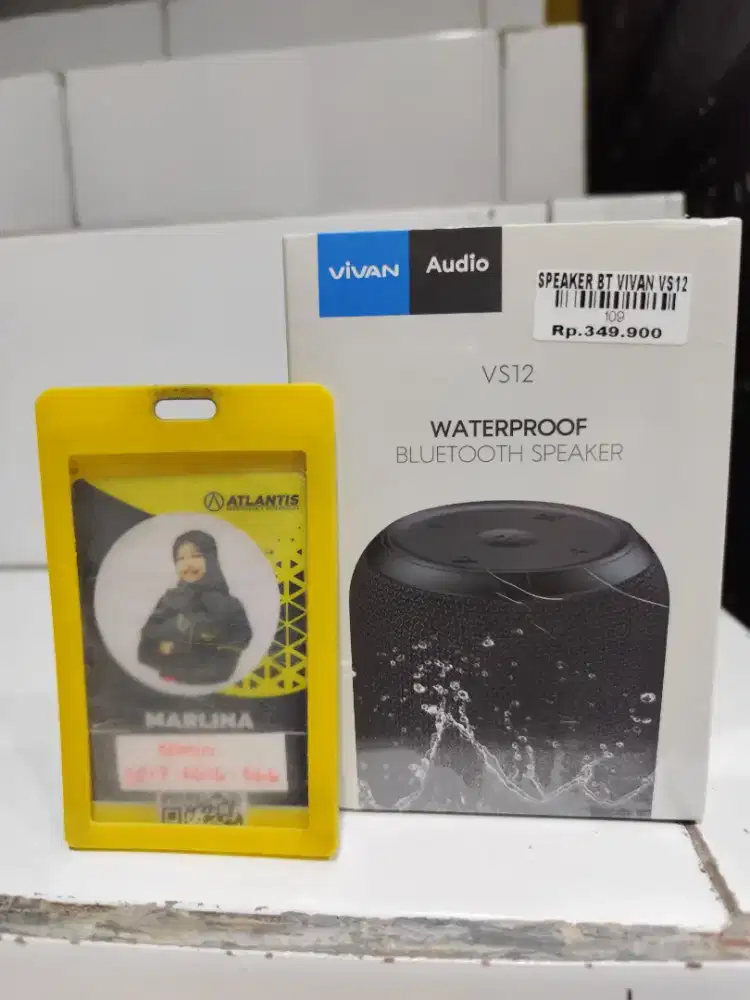 vivan Audio
SPEAKER BT VIVAN VS12
109
Rp.349.900
VS12
WATERPROOF
BLUETOOTH SPEAKER
ATLANTIS
MARLINA